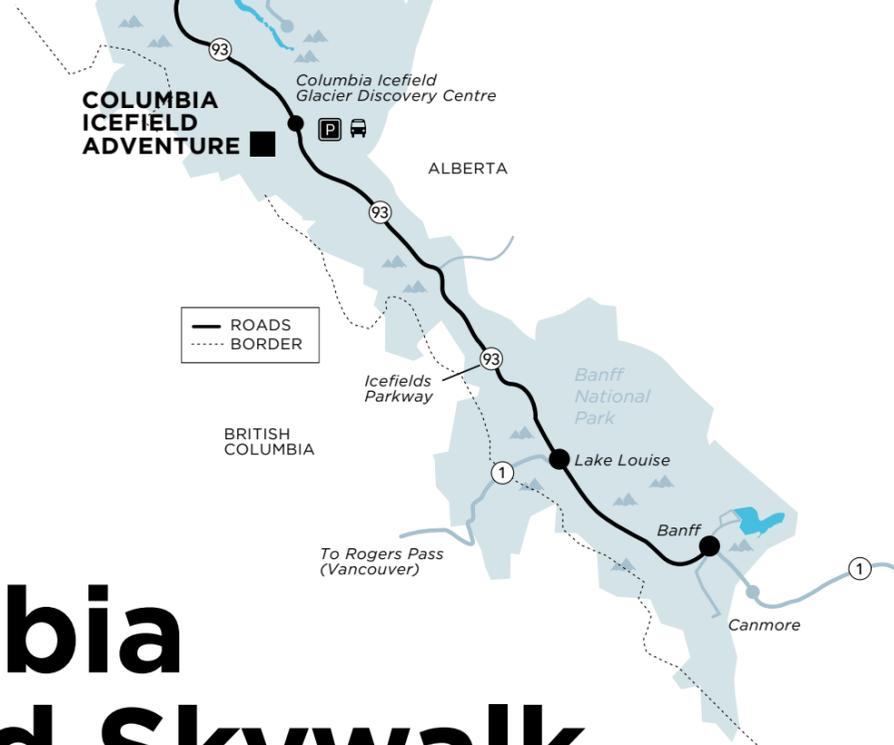 93
Columbia Icefield
Glacier Discovery Centre
COLUMBIA
ICEFIELD
ADVENTURE
P
ALBERTA
93
ROADS
BORDER
93
Icefields
Parkway
Banff
National
Park
BRITISH
COLUMBIA
Lake Louise
1
Banff
To Rogers Pass
(Vancouver)
1
Canmore
bia
d Skywalk